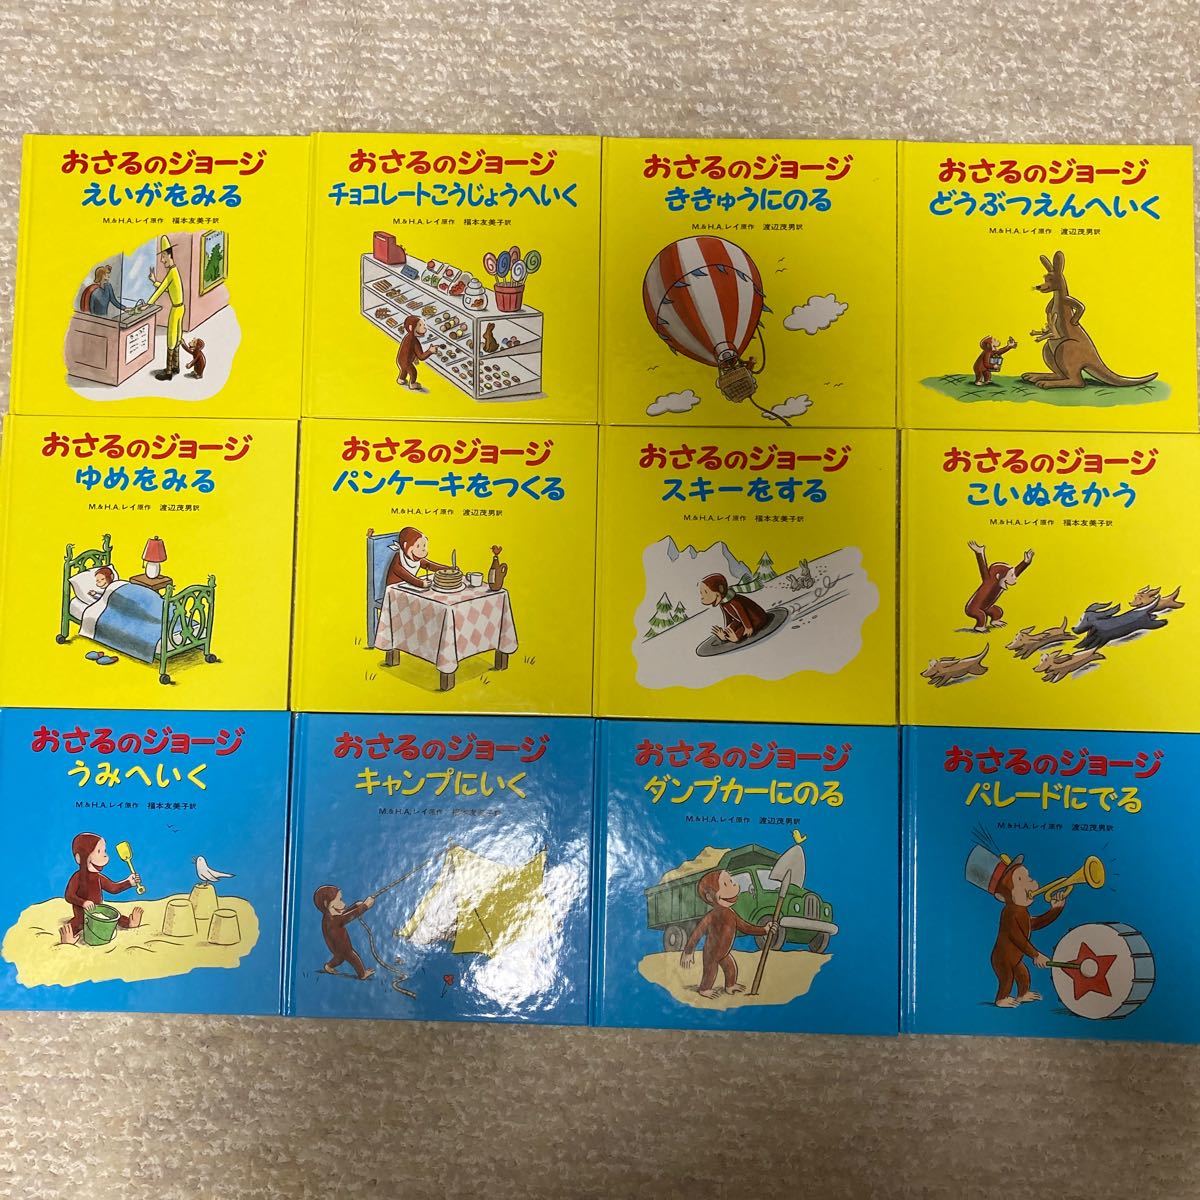 おさるのジョージ
えいがをみる
M.&H.A.レイ原作 福本友美子訳
おさるのジョージ
チョコレートこうじょうへいく
M.&H.A.レイ原作 福本友美子訳
おさるのジョージ
ききゅうにのる
M.&H.A.レイ原作 渡辺茂男訳
おさるのジョージ
どうぶつえんへいく
M.&H.A.レイ原作 渡辺茂男訳
おさるのジョージ
ゆめをみる
M.&H.A.レイ原作 渡辺茂男訳
おさるのジョージ
パンケーキをつくる
M.&H.A.レイ原作 渡辺茂男訳
おさるのジョージ
スキーをする
M.&H.A.レイ原作 福本友美子訳
おさるのジョージ
こいぬをかう
M.&H.A.レイ原作 福本友美子訳
おさるのジョージ
うみへいく
M.&H.A.レイ原作 福本友美子訳
おさるのジョージ
キャンプにいく
M.&H.A.レイ原作 福本友美子訳
おさるのジョージ
ダンプカーにのる
M.&H.A.レイ原作 渡辺茂男訳
おさるのジョージ
パレードにでる
M.&H.A.レイ原作 渡辺茂男訳